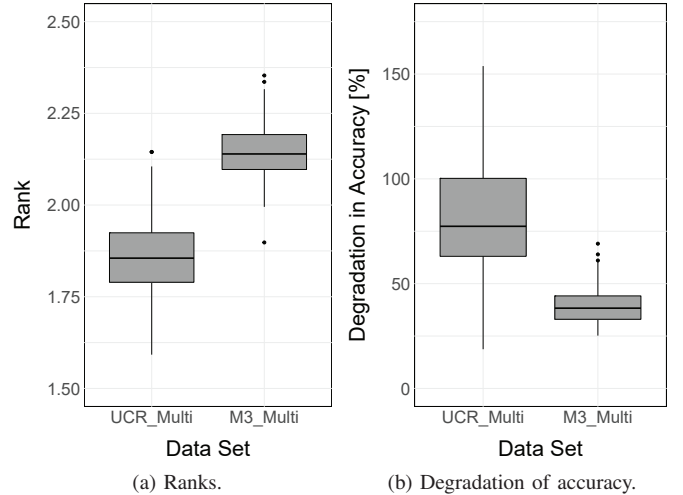 2.50
2.25
2.00
1.75
1.50
Rank
UCR_Multi M3_Multi
Data Set
(a) Ranks.
150
100
50
0
Degradation in Accuracy [%]
UCR_Multi M3_Multi
Data Set
(b) Degradation of accuracy.